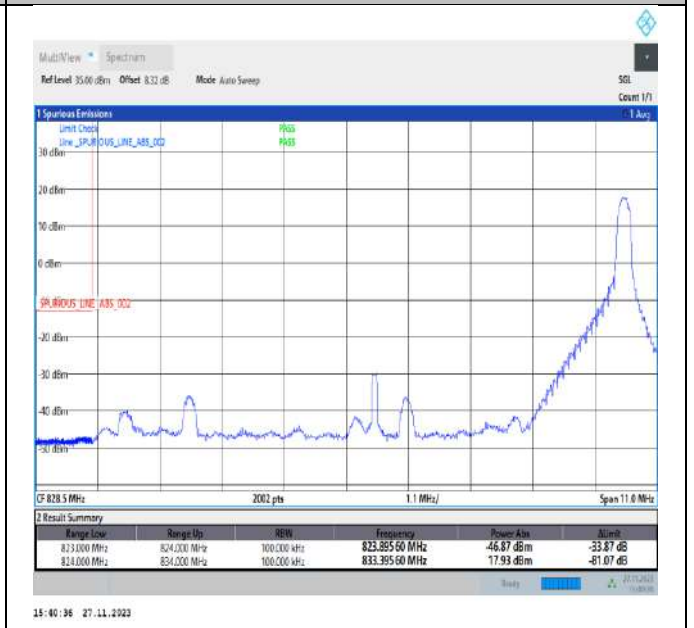 MultiView Spectrum
Ref Level 35.00 dBm Offset 8.32 dB Mode Auto Sweep SGL
Count 1/1
1 Spurious Emissions 1 Avg
Limit Check PASS
Line _SPURIOUS_LINE_ABS_002 PASS
30 dBm
20 dBm
10 dBm
0 dBm
_SPURIOUS_LINE_ABS_002
-20 dBm
-30 dBm
-40 dBm
-50 dBm
CF 828.5 MHz 2002 pts 1.1 MHz/ Span 11.0 MHz
2 Result Summary
Range Low Range Up RBW Frequency Power Abs ΔLimit
823.000 MHz 824.000 MHz 100.000 kHz 823.89560 MHz -46.87 dBm -33.87 dB
824.000 MHz 834.000 MHz 100.000 kHz 833.39560 MHz 17.93 dBm -81.07 dB
Ready 27.11.2023
15:40:36 27.11.2023